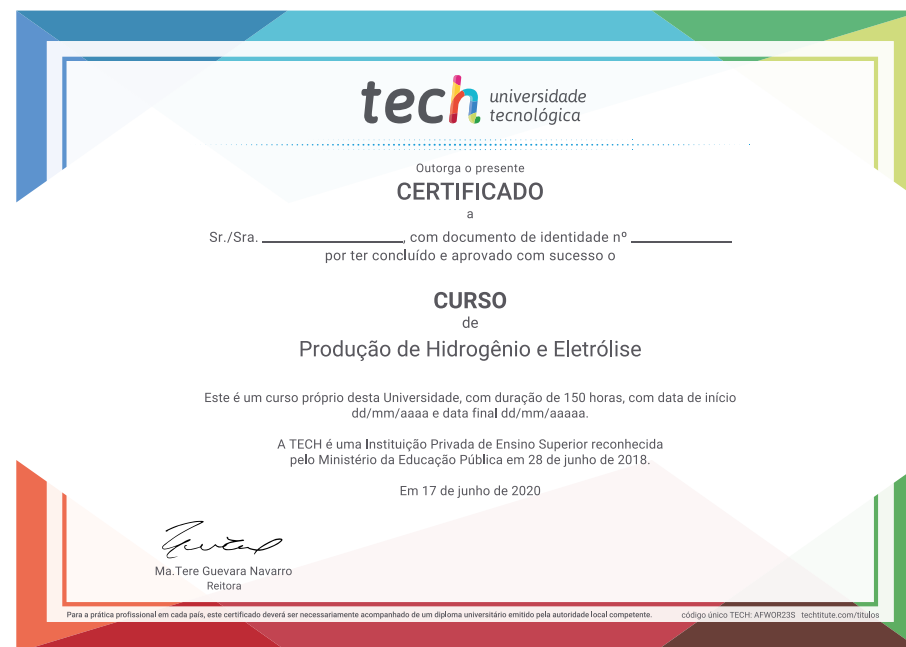 tech universidade
tecnológica
Outorga o presente
CERTIFICADO
a
Sr./Sra. ____________, com documento de identidade nº ____________
por ter concluído e aprovado com sucesso o
CURSO
de
Produção de Hidrogênio e Eletrólise
Este é um curso próprio desta Universidade, com duração de 150 horas, com data de início
dd/mm/aaaa e data final dd/mm/aaaaa.
A TECH é uma Instituição Privada de Ensino Superior reconhecida
pelo Ministério da Educação Pública em 28 de junho de 2018.
Em 17 de junho de 2020
Ma.Tere Guevara Navarro
Reitora
Para a prática profissional em cada país, este certificado deverá ser necessariamente acompanhado de um diploma universitário emitido pela autoridade local competente. código único TECH: AFWOR23S techtitute.com/titulos